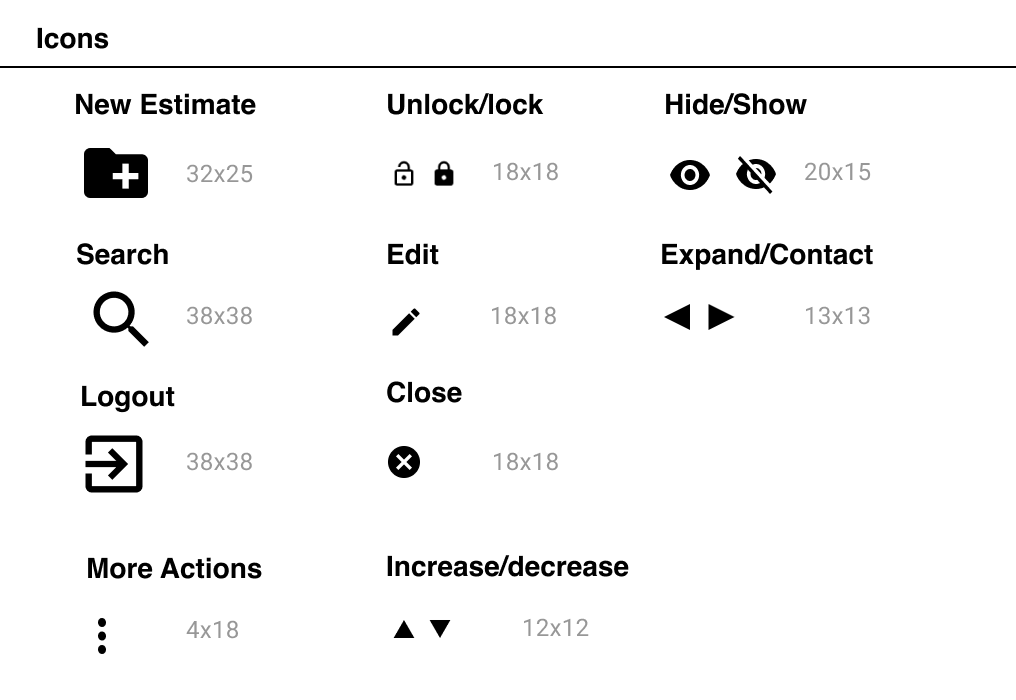 Icons
New Estimate
Unlock/lock
Hide/Show
32x25
18x18
20x15
Search
Edit
Expand/Contact
38x38
18x18
13x13
Logout
Close
38x38
18x18
More Actions
Increase/decrease
4x18
12x12